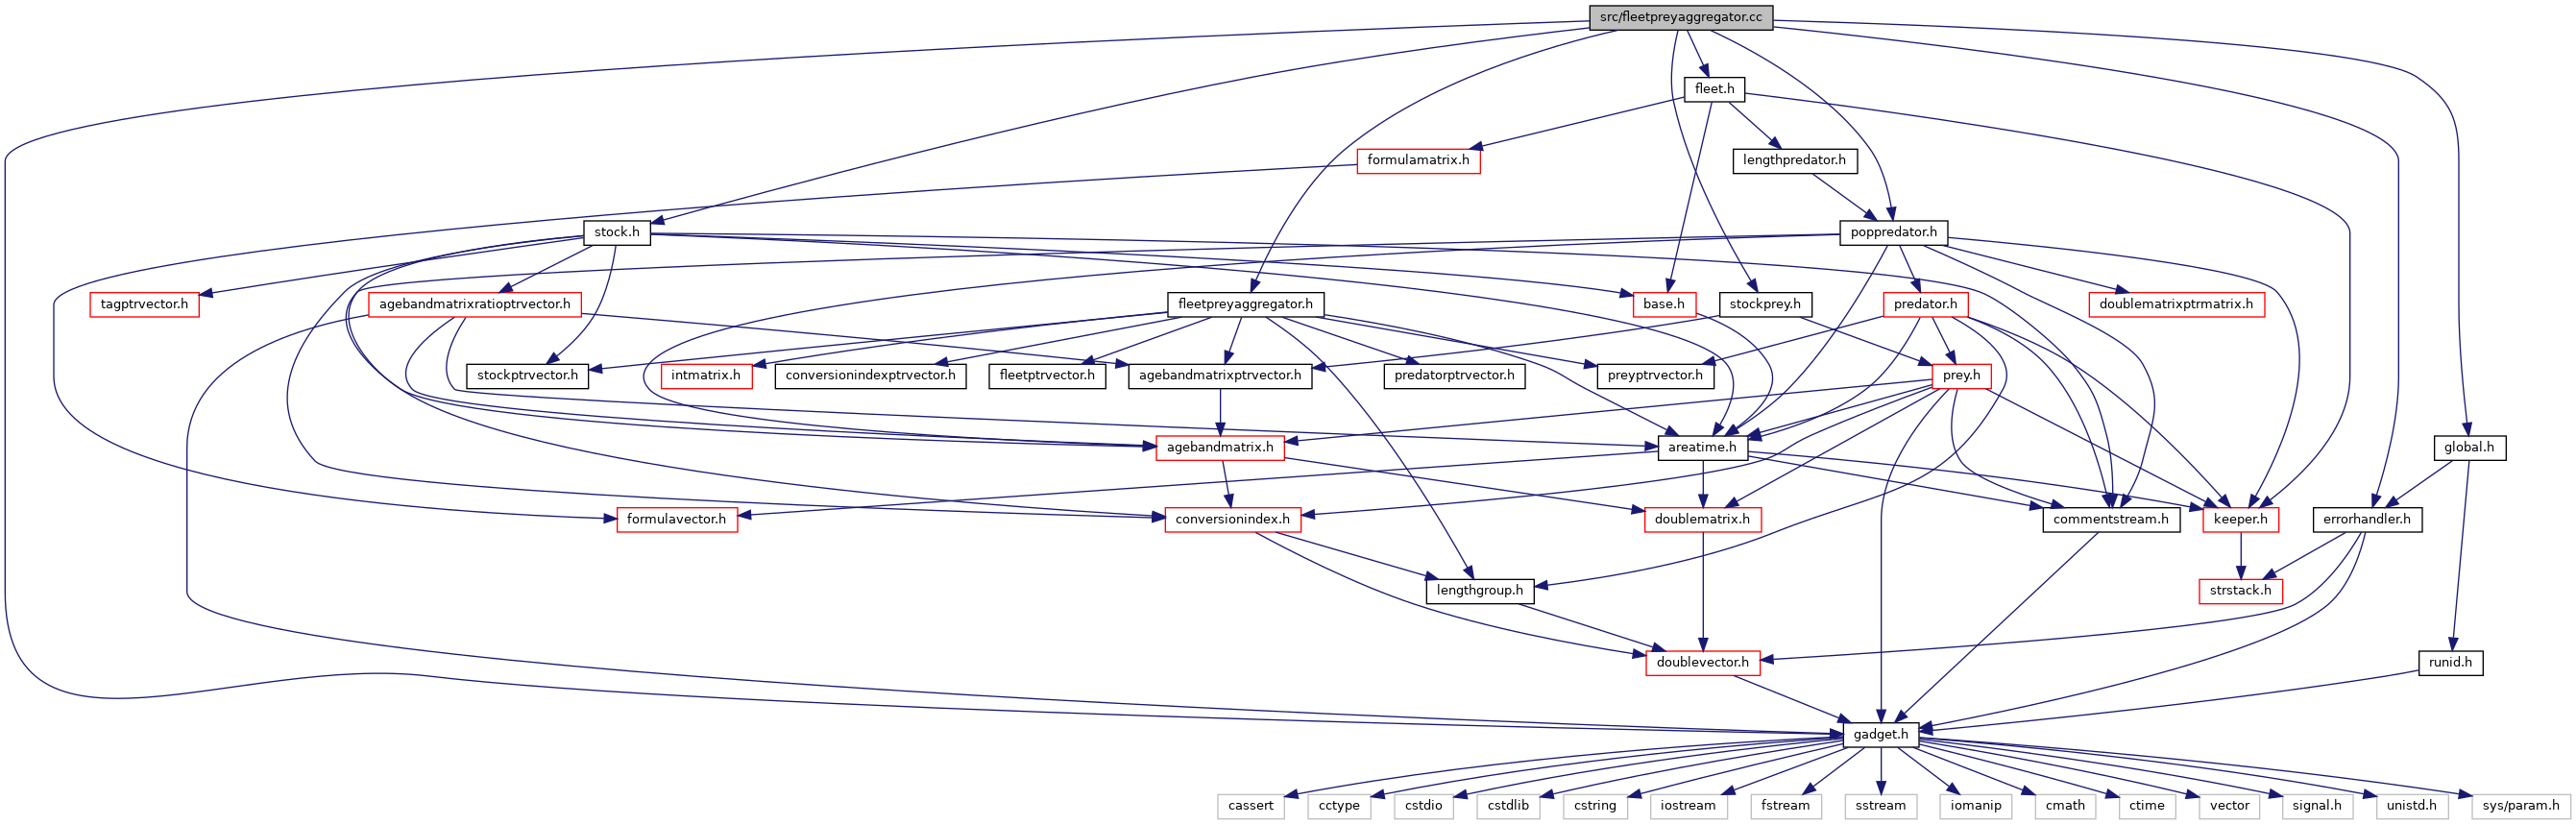 src/fleetpreyaggregator.cc
fleet.h
formulamatrix.h
lengthpredator.h
stock.h
poppredator.h
tagptrvector.h
agebandmatrixratioptrvector.h
fleetpreyaggregator.h
base.h
stockprey.h
predator.h
doublematrixptrmatrix.h
stockptrvector.h
intmatrix.h
conversionindexptrvector.h
fleetptrvector.h
agebandmatrixptrvector.h
predatorptrvector.h
preyptrvector.h
prey.h
agebandmatrix.h
areatime.h
global.h
formulavector.h
conversionindex.h
doublematrix.h
commentstream.h
keeper.h
errorhandler.h
lengthgroup.h
strstack.h
doublevector.h
runid.h
gadget.h
cassert
cctype
cstdio
cstdlib
cstring
iostream
fstream
sstream
iomanip
cmath
ctime
vector
signal.h
unistd.h
sys/param.h